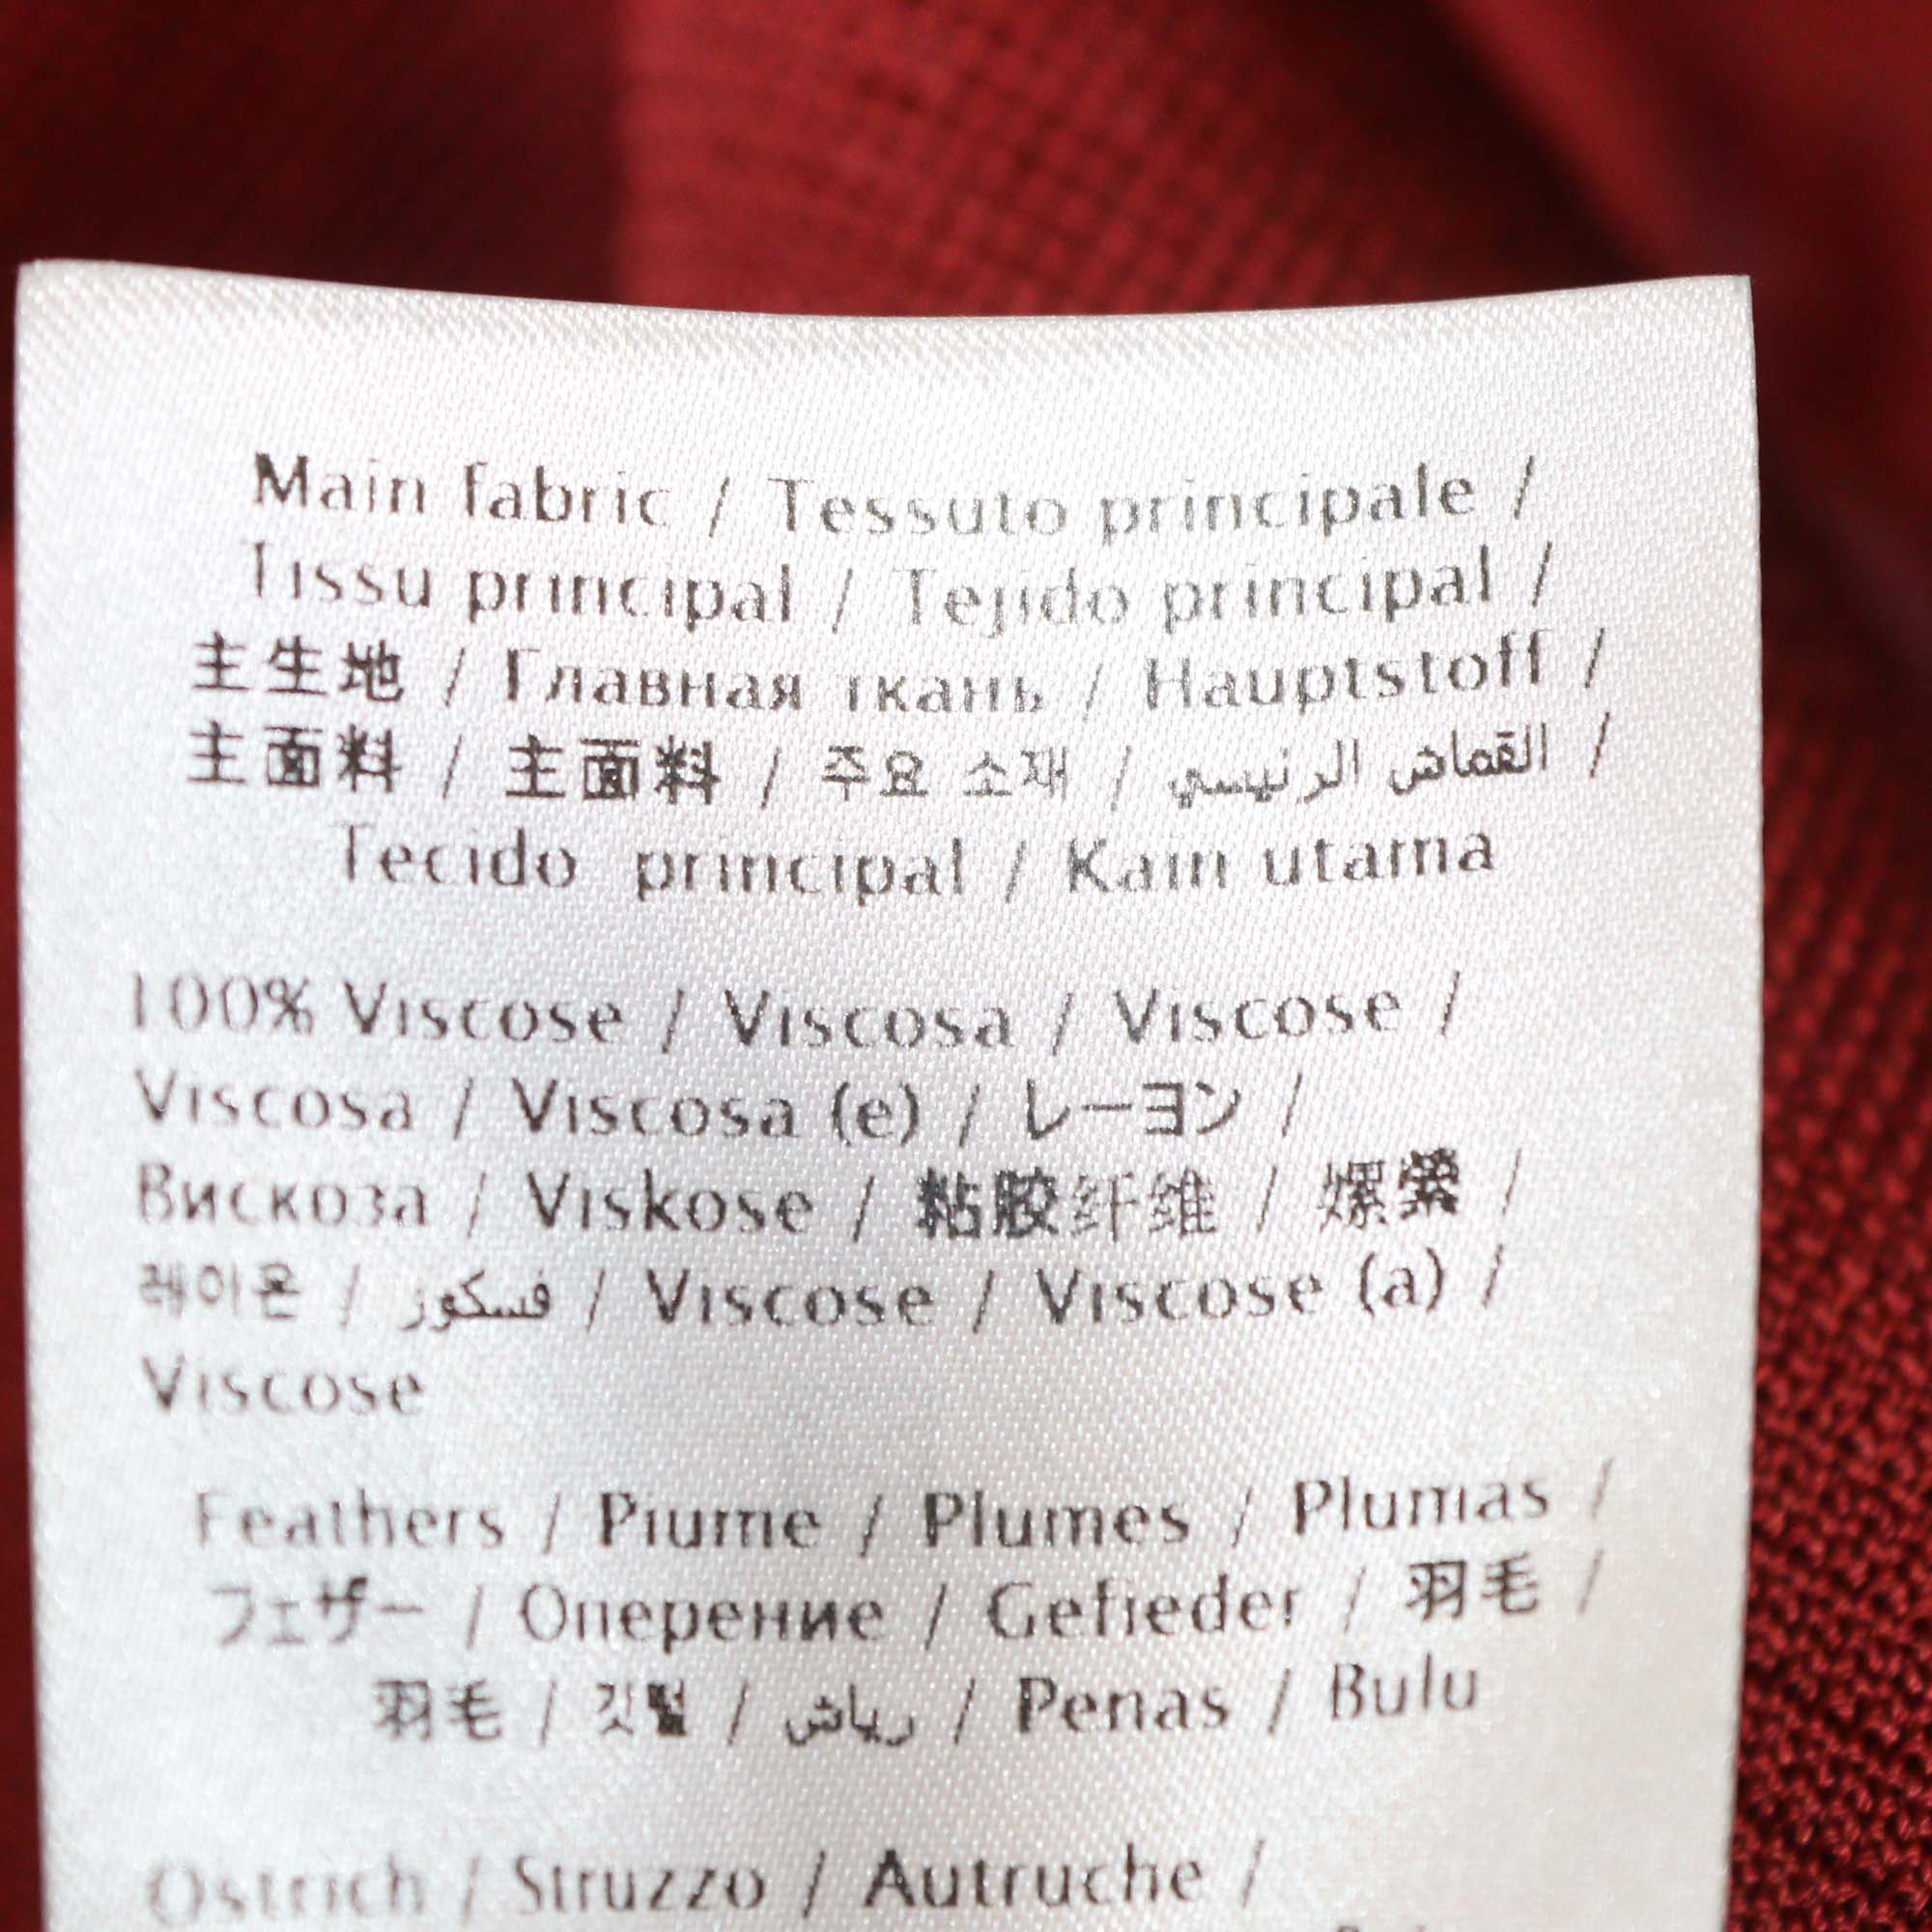 Main fabric / Tessuto principale /
Tissu principal / Tejido principal /
主生地 / Главная ткань / Hauptstoff /
主面料 / 主面料 / 주요 소재 / القماش الرئيسي /
Tecido principal / Kain utama
100% Viscose / Viscosa / Viscose /
Viscosa / Viscosa (e) / レーヨン /
Вискоза / Viskose / 粘胶纤维 / 嫘縈 /
레이온 / فسكوز / Viscose / Viscose (a) /
Viscose
Feathers / Piume / Plumes / Plumas /
フェザー / Оперение / Gefieder / 羽毛 /
羽毛 / 깃털 / رياش / Penas / Bulu
Ostrich / Struzzo / Autruche /